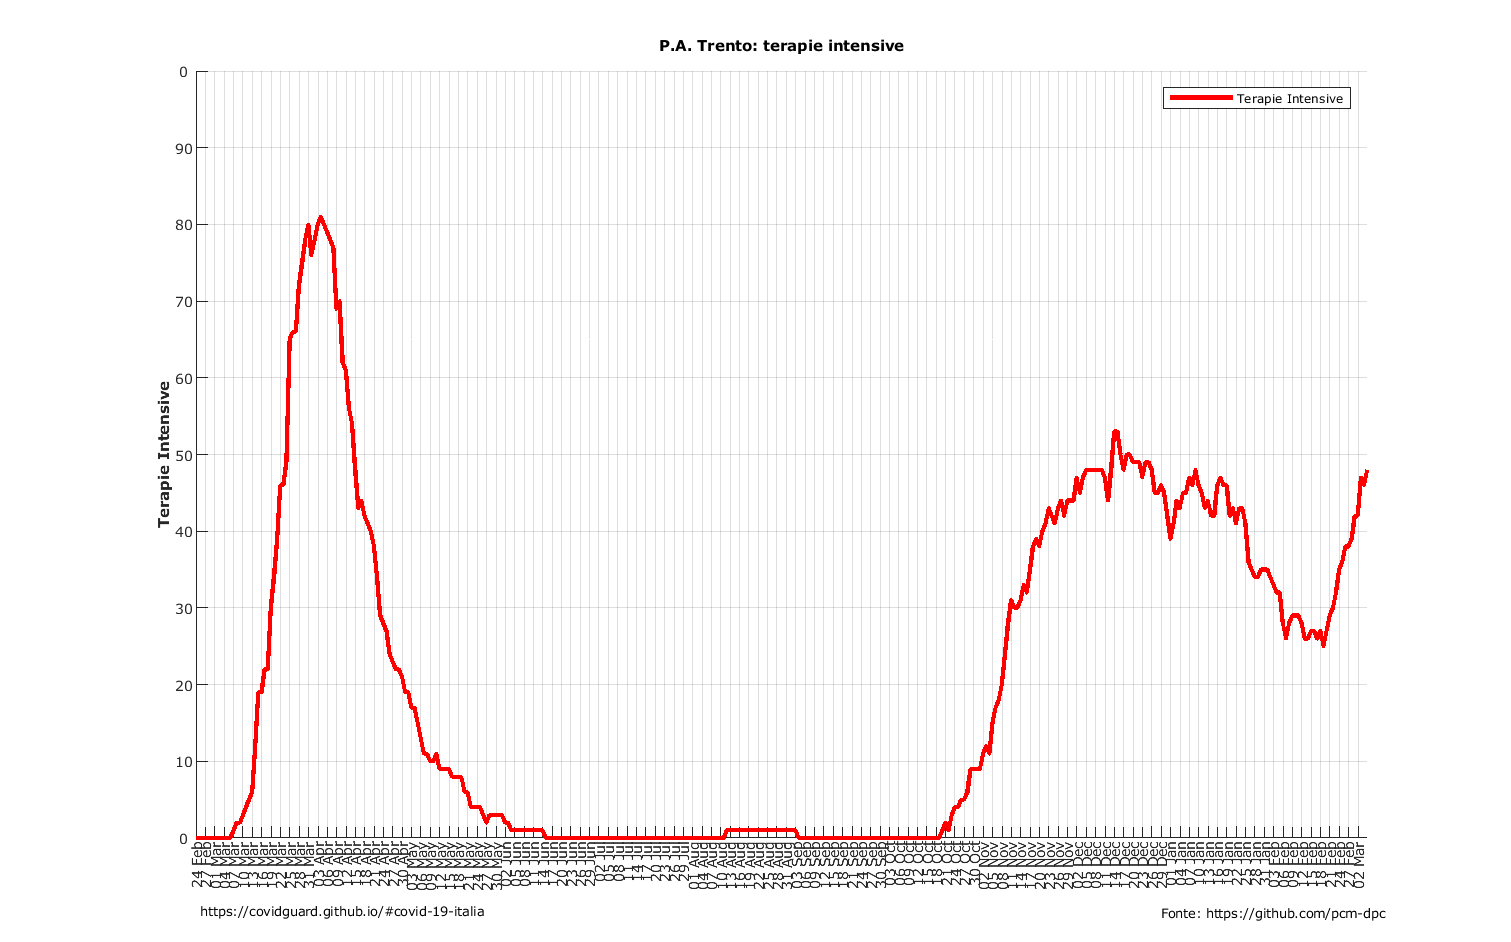 P.A. Trento: terapie intensive
0
Terapie Intensive
90
80
70
60
50
40
30
20
10
0
Terapie Intensive
24 Feb
27 Feb
01 Mar
04 Mar
07 Mar
10 Mar
13 Mar
16 Mar
19 Mar
22 Mar
25 Mar
28 Mar
31 Mar
03 Apr
06 Apr
09 Apr
12 Apr
15 Apr
18 Apr
21 Apr
24 Apr
27 Apr
30 Apr
03 May
06 May
09 May
12 May
15 May
18 May
21 May
24 May
27 May
30 May
02 Jun
05 Jun
08 Jun
11 Jun
14 Jun
17 Jun
20 Jun
23 Jun
26 Jun
29 Jun
02 Jul
05 Jul
08 Jul
11 Jul
14 Jul
17 Jul
20 Jul
23 Jul
26 Jul
29 Jul
01 Aug
04 Aug
07 Aug
10 Aug
13 Aug
16 Aug
19 Aug
22 Aug
25 Aug
28 Aug
31 Aug
03 Sep
06 Sep
09 Sep
12 Sep
15 Sep
18 Sep
21 Sep
24 Sep
27 Sep
30 Sep
03 Oct
06 Oct
09 Oct
12 Oct
15 Oct
18 Oct
21 Oct
24 Oct
27 Oct
30 Oct
02 Nov
05 Nov
08 Nov
11 Nov
14 Nov
17 Nov
20 Nov
23 Nov
26 Nov
29 Nov
02 Dec
05 Dec
08 Dec
11 Dec
14 Dec
17 Dec
20 Dec
23 Dec
26 Dec
29 Dec
01 Jan
04 Jan
07 Jan
10 Jan
13 Jan
16 Jan
19 Jan
22 Jan
25 Jan
28 Jan
31 Jan
03 Feb
06 Feb
09 Feb
12 Feb
15 Feb
18 Feb
21 Feb
24 Feb
27 Feb
02 Mar
https://covidguard.github.io/#covid-19-italia
Fonte: https://github.com/pcm-dpc